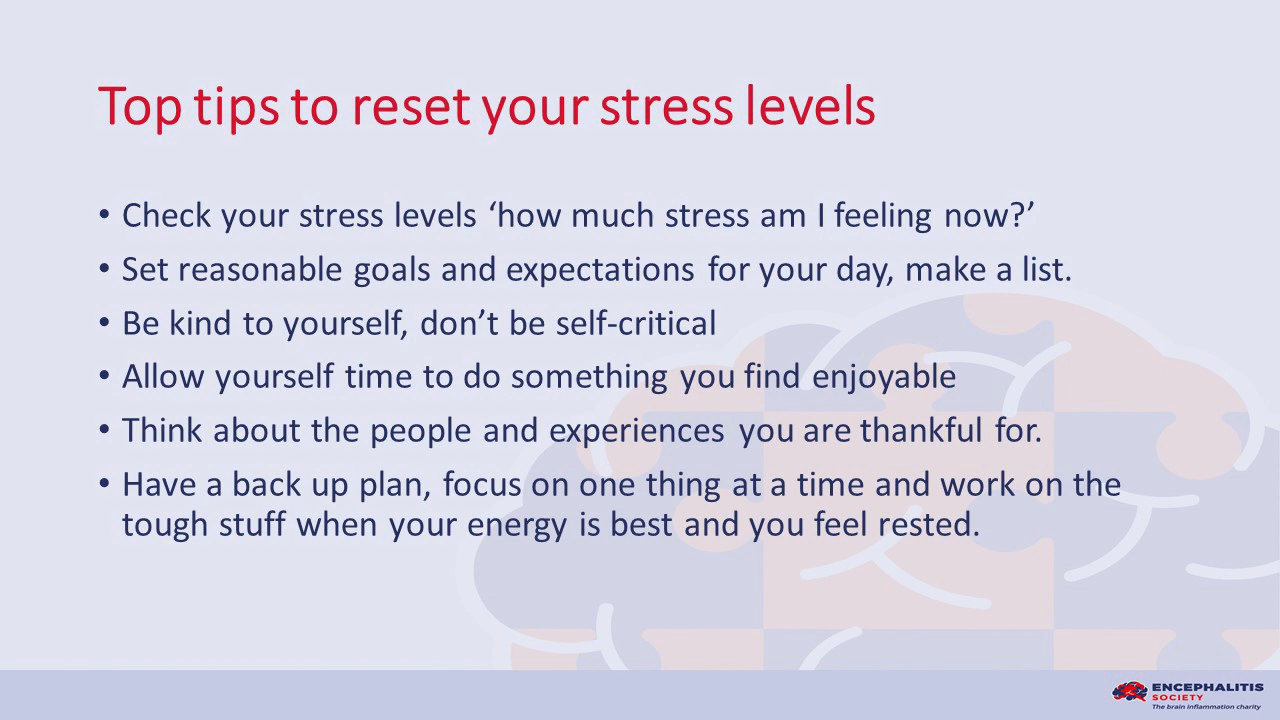 Top tips to reset your stress levels
• Check your stress levels ‘how much stress am I feeling now?’
• Set reasonable goals and expectations for your day, make a list.
• Be kind to yourself, don’t be self-critical
• Allow yourself time to do something you find enjoyable
• Think about the people and experiences you are thankful for.
• Have a back up plan, focus on one thing at a time and work on the
tough stuff when your energy is best and you feel rested.
ENCEPHALITIS
SOCIETY
The brain inflammation charity